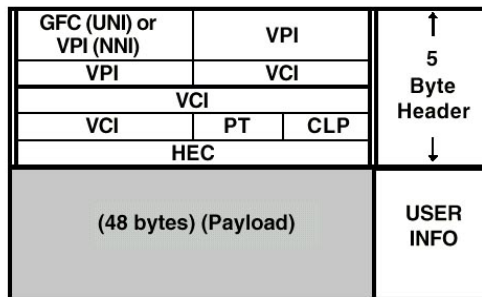 GFC (UNI) or
VPI (NNI)
VPI
VPI
VCI
VCI
VCI
PT
CLP
HEC
5
Byte
Header
(48 bytes) (Payload)
USER
INFO